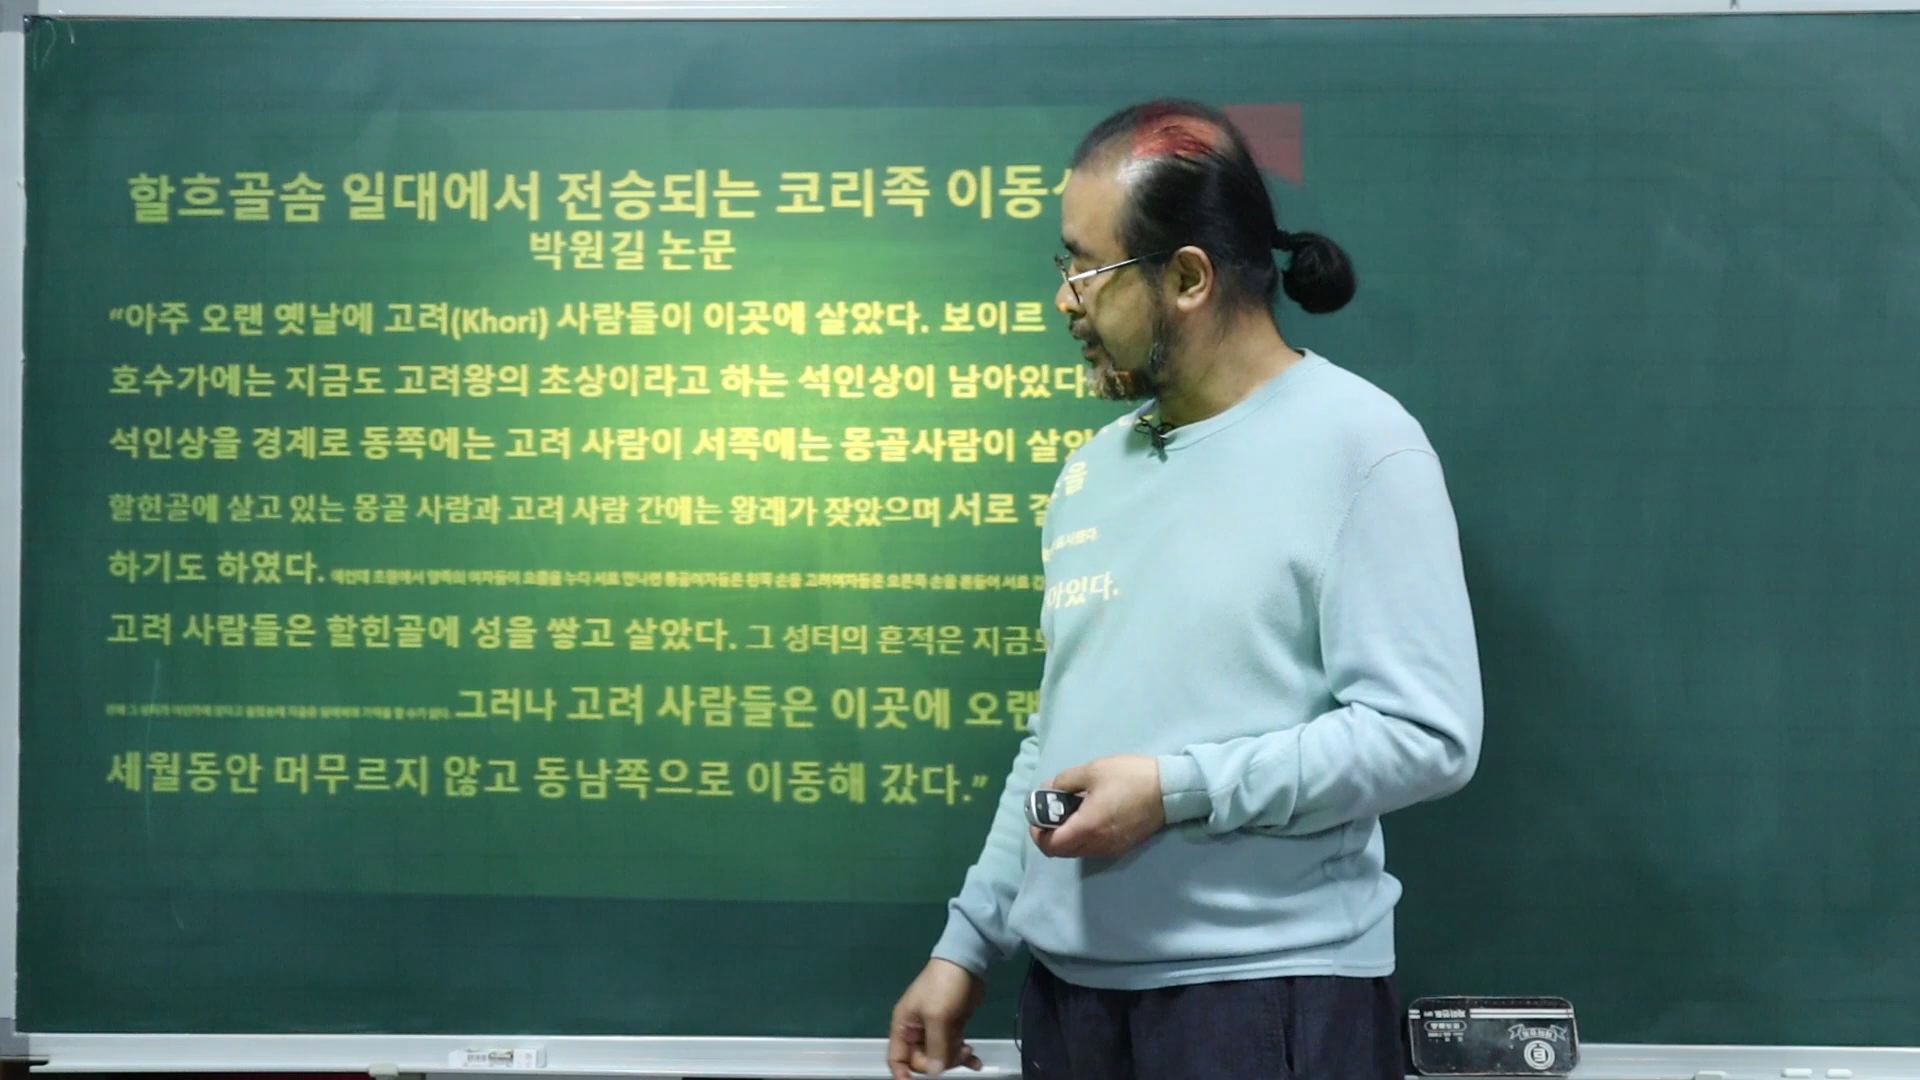 할흐골솜 일대에서 전승되는 코리족 이동
박원길 논문
“아주 오랜 옛날에 고려(Khori) 사람들이 이곳에 살았다. 보이르
호수가에는 지금도 고려왕의 초상이라고 하는 석인상이 남아있다.
석인상을 경계로 동쪽에는 고려 사람이 서쪽에는 몽골사람이 살았
할힌골에 살고 있는 몽골 사람과 고려 사람 간에는 왕래가 잦았으며 서로 결 을
하기도 하였다.
고려 사람들은 할힌골에 성을 쌓고 살았다. 그 성터의 흔적은 지금도 아있다.
그러나 고려 사람들은 이곳에 오랜
세월동안 머무르지 않고 동남쪽으로 이동해 갔다.”